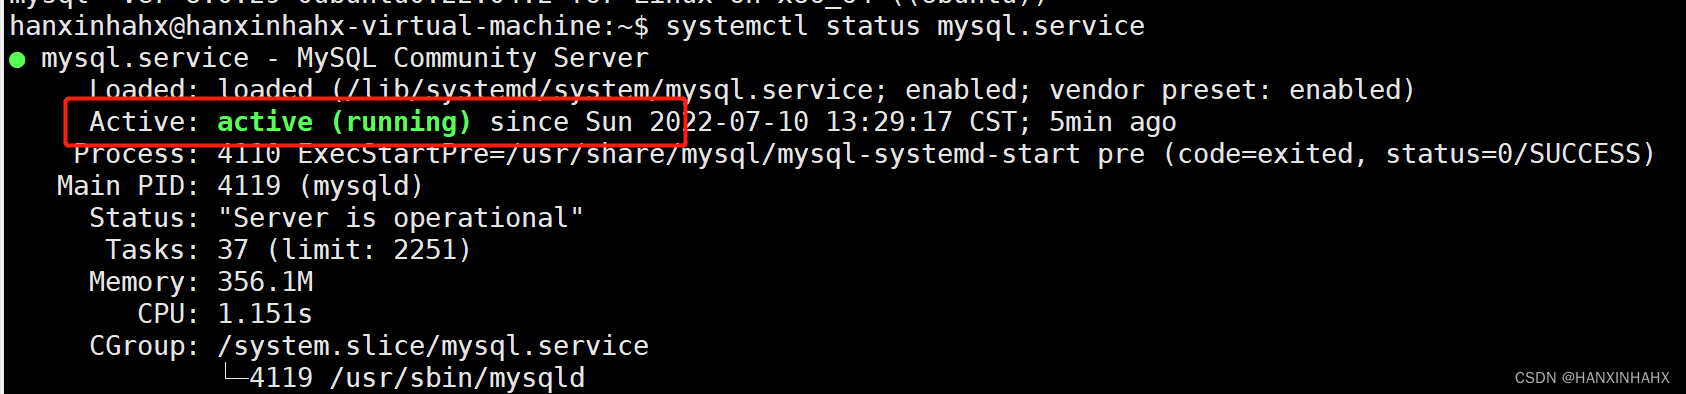 hanxinhahx@hanxinhahx-virtual-machine:~$ systemctl status mysql.service
● mysql.service - MySQL Community Server
Loaded: loaded (/lib/systemd/system/mysql.service; enabled; vendor preset: enabled)
Active: active (running) since Sun 2022-07-10 13:29:17 CST; 5min ago
Process: 4110 ExecStartPre=/usr/share/mysql/mysql-systemd-start pre (code=exited, status=0/SUCCESS)
Main PID: 4119 (mysqld)
Status: "Server is operational"
Tasks: 37 (limit: 2251)
Memory: 356.1M
CPU: 1.151s
CGroup: /system.slice/mysql.service
└─4119 /usr/sbin/mysqld
CSDN @HANXINHAHX